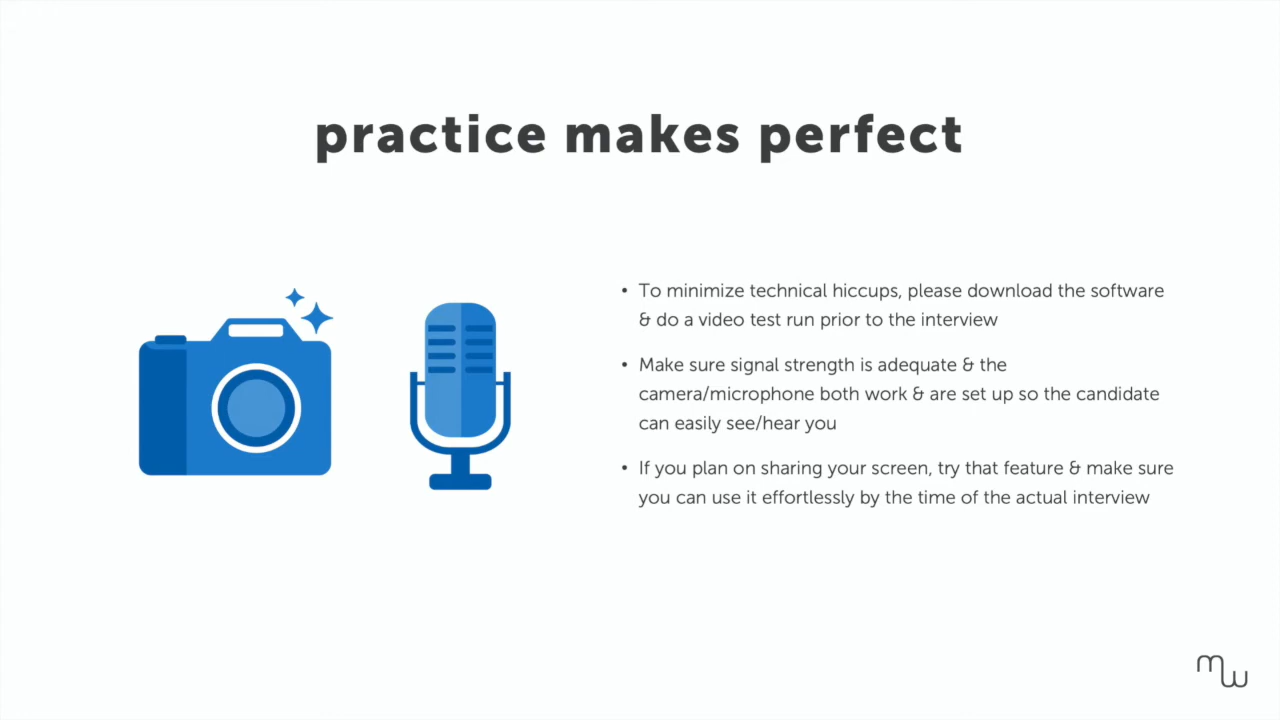 practice makes perfect
• To minimize technical hiccups, please download the software
& do a video test run prior to the interview
• Make sure signal strength is adequate & the
camera/microphone both work & are set up so the candidate
can easily see/hear you
• If you plan on sharing your screen, try that feature & make sure
you can use it effortlessly by the time of the actual interview
mw